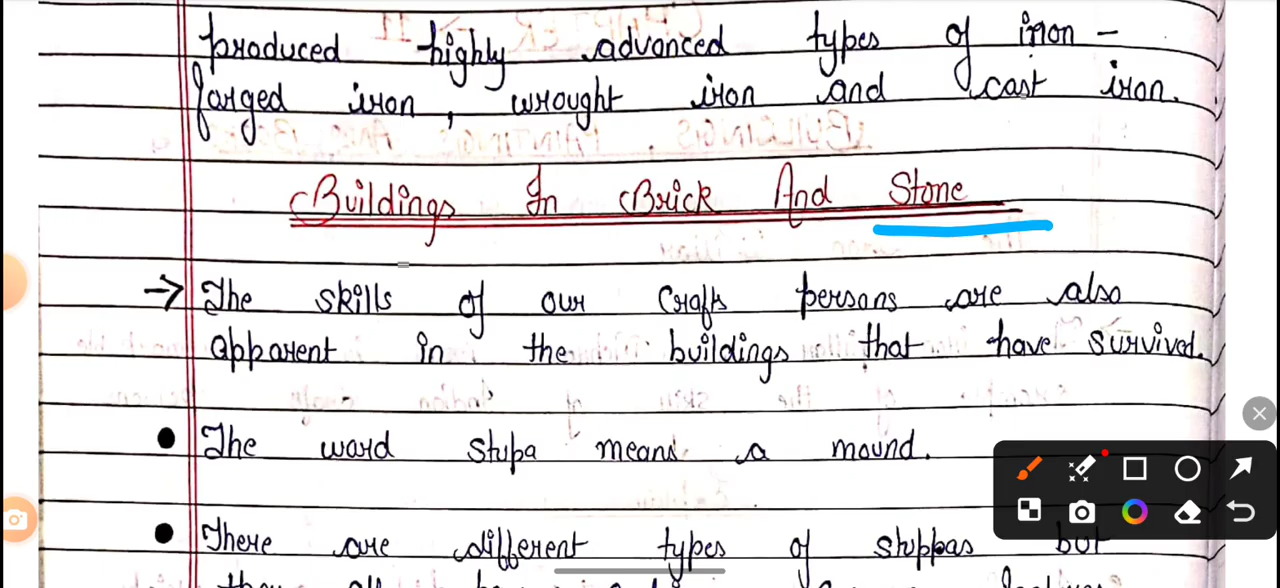 produced highly advanced types of iron -
forged iron, wrought iron and cast iron.
Buildings In Brick And Stone
→ The skills of our crafts persons are also
apparent in the buildings that have survived.
• The word stupa means a mound.
• There are different types of stuppas but
they all